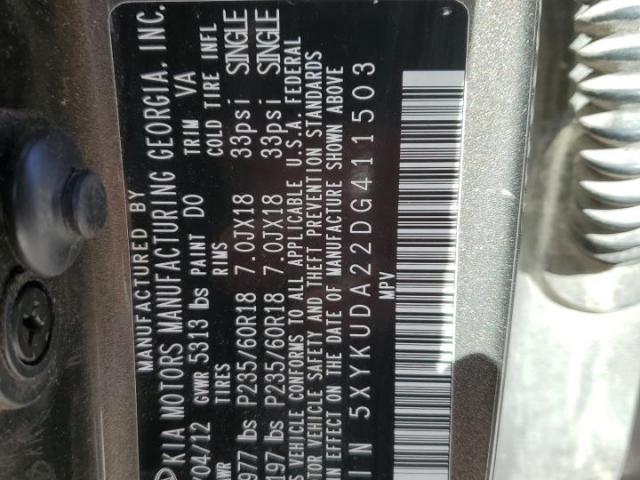 MANUFACTURED BY
KIA MOTORS MANUFACTURING GEORGIA, INC.
/04/12 GVWR 5313 lbs PAINT DO TRIM VA
AWR TIRES RIMS COLD TIRE INFL
977 lbs P235/60R18 7.0JX18 33psi SINGLE
197 lbs P235/60R18 7.0JX18 33psi SINGLE
S VEHICLE CONFORMS TO ALL APPLICABLE U.S.A. FEDERAL
TOR VEHICLE SAFETY AND THEFT PREVENTION STANDARDS
EFFECT ON THE DATE OF MANUFACTURE SHOWN ABOVE
IN 5XYKUDA22DG411503
MPV